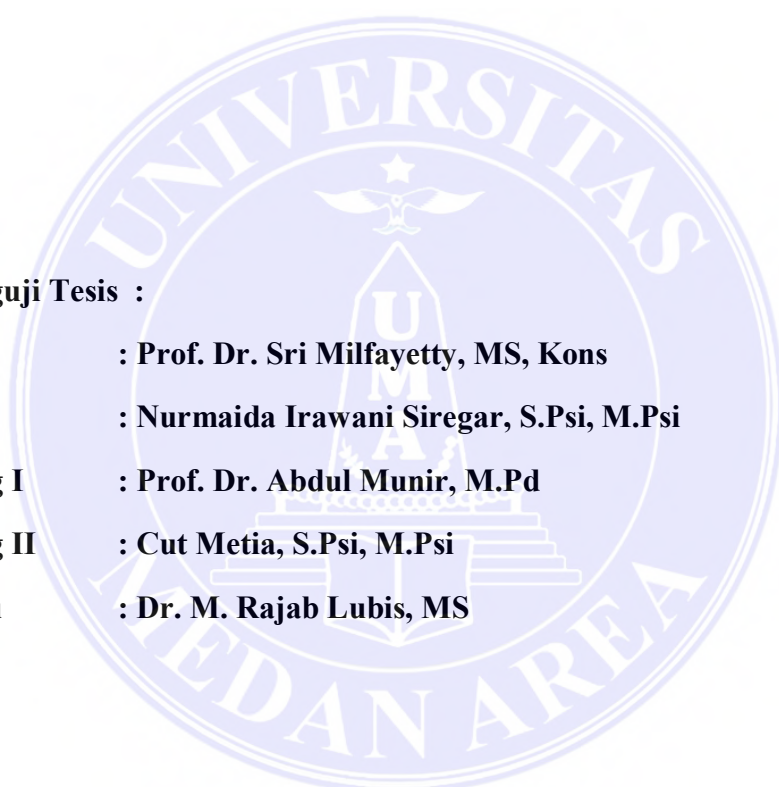 UNIVERSITAS
guji Tesis :
: Prof. Dr. Sri Milfayetty, MS, Kons
: Nurmaida Irawani Siregar, S.Psi, M.Psi
g I : Prof. Dr. Abdul Munir, M.Pd
g II : Cut Metia, S.Psi, M.Psi
: Dr. M. Rajab Lubis, MS
UMA
MEDAN AREA